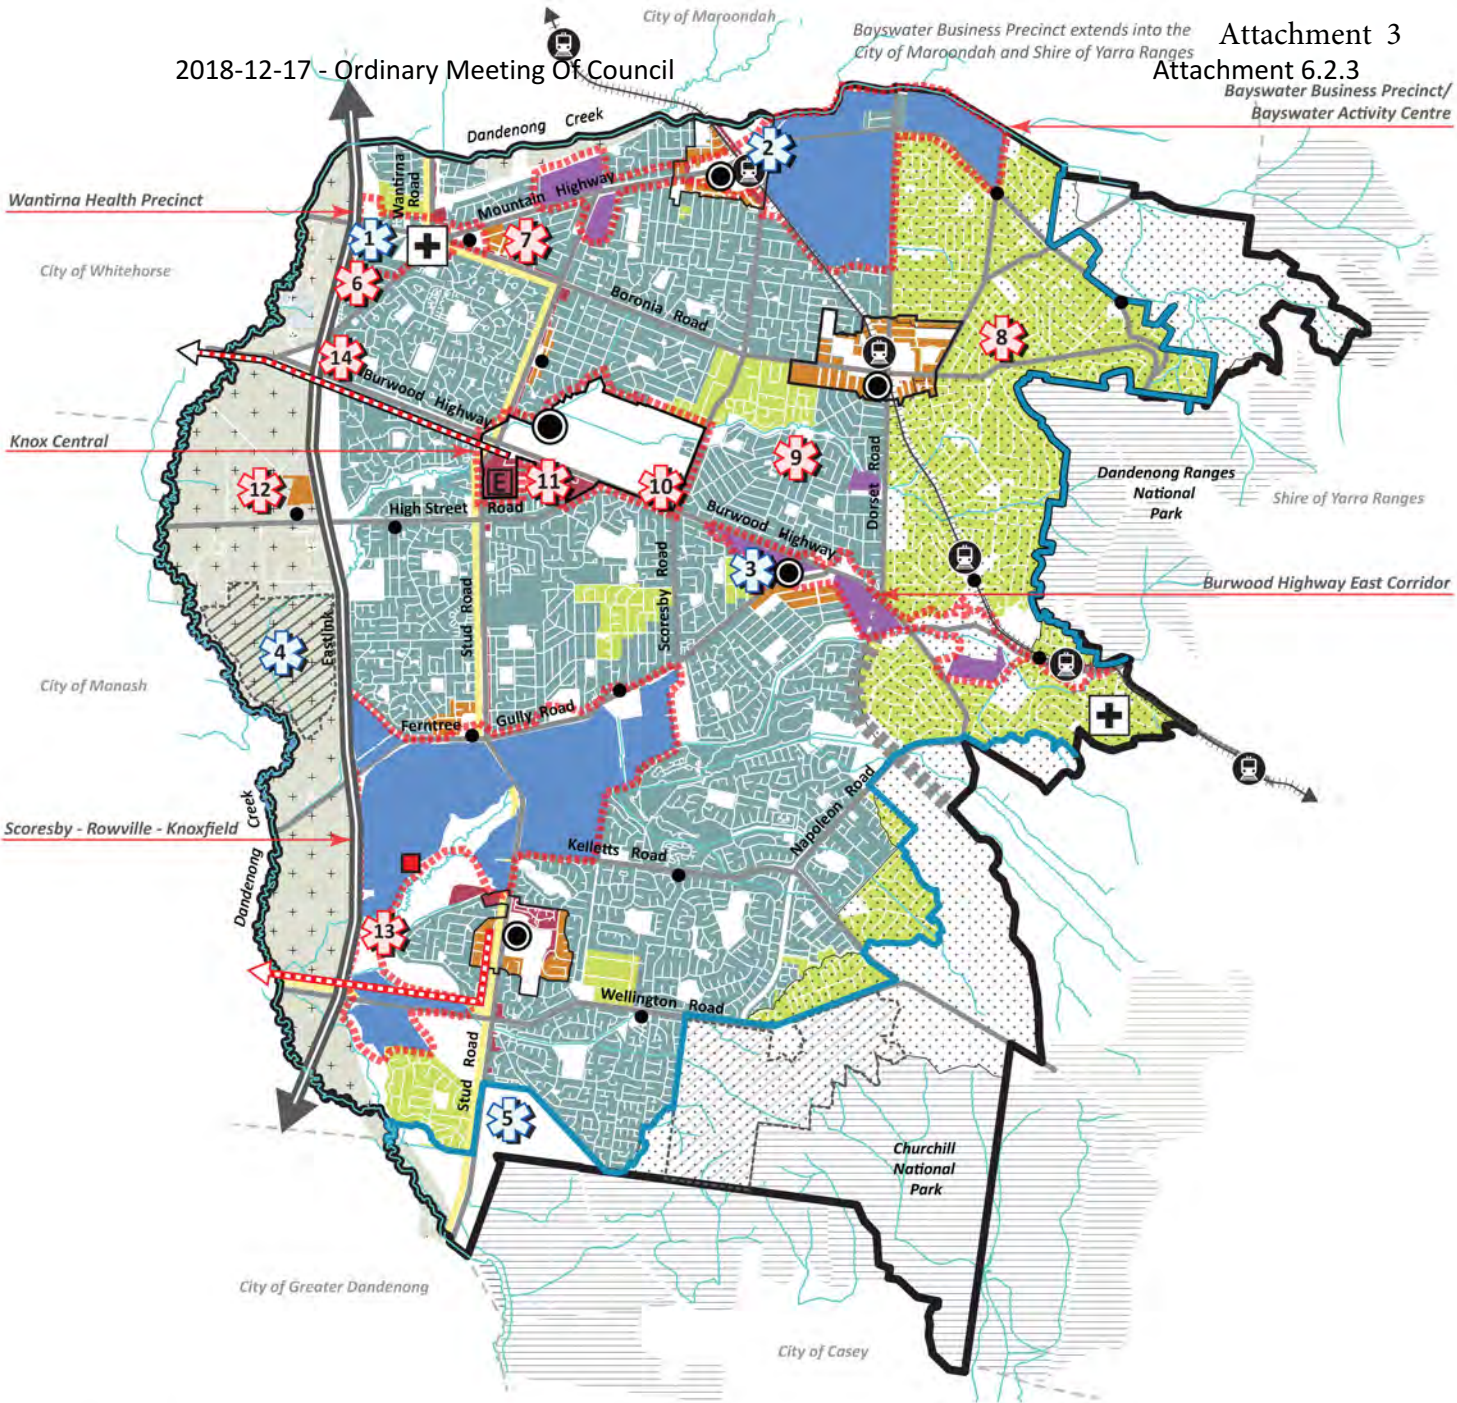 City of Maroondah
Bayswater Business Precinct extends into the
City of Maroondah and Shire of Yarra Ranges
Attachment 3
2018-12-17 - Ordinary Meeting Of Council
Attachment 6.2.3
Bayswater Business Precinct/
Bayswater Activity Centre
Dandenong Creek
2
Wantirna
Road
Mountain Highway
Wantirna Health Precinct
1
7
6
City of Whitehorse
Boronia Road
8
14
Burwood Highway
Knox Central
9
Dorset Road
Dandenong Ranges
National
Park
Shire of Yarra Ranges
12
E
11
10
High Street Road
Burwood Highway
3
Scoresby Road
Stud Road
Burwood Highway East Corridor
Eastlink
4
City of Manash
Ferntree Gully Road
Napoleon Road
Scoresby - Rowville - Knoxfield
Dandenong Creek
Kelletts Road
13
Wellington Road
Stud Road
5
Churchill
National
Park
City of Greater Dandenong
City of Casey